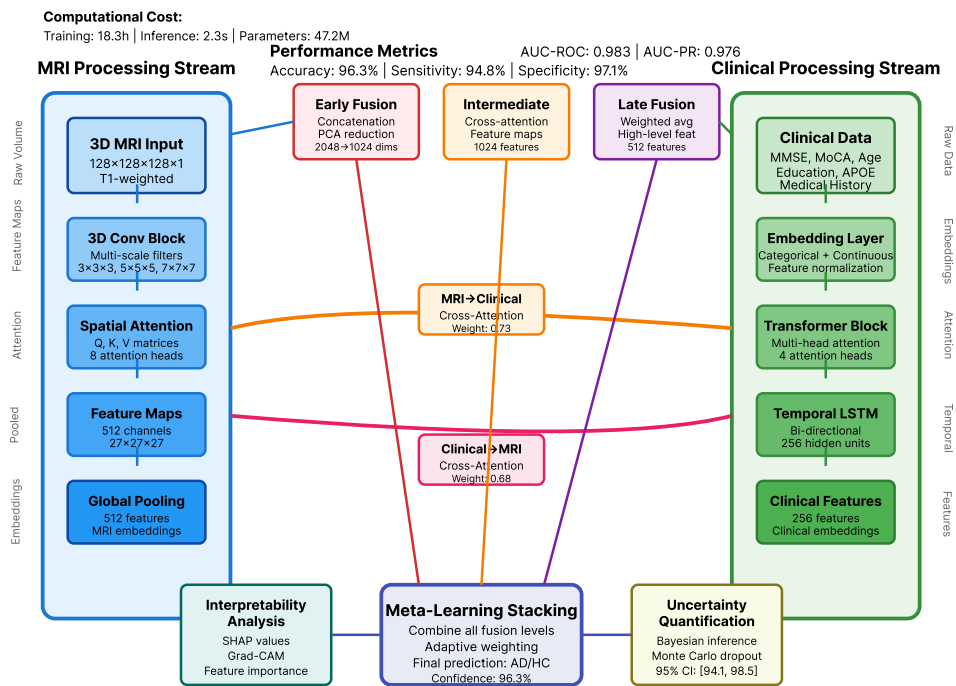 Computational Cost:
Training: 18.3h | Inference: 2.3s | Parameters: 47.2M
Performance Metrics
AUC-ROC: 0.983 | AUC-PR: 0.976
Accuracy: 96.3% | Sensitivity: 94.8% | Specificity: 97.1%
MRI Processing Stream
Clinical Processing Stream
Early Fusion
Concatenation
PCA reduction
2048→1024 dims
Intermediate
Cross-attention
Feature maps
1024 features
Late Fusion
Weighted avg
High-level feat
512 features
Raw Volume
Feature Maps
Attention
Pooled
Embeddings
3D MRI Input
128×128×128×1
T1-weighted
3D Conv Block
Multi-scale filters
3×3×3, 5×5×5, 7×7×7
Spatial Attention
Q, K, V matrices
8 attention heads
Feature Maps
512 channels
27×27×27
Global Pooling
512 features
MRI embeddings
MRI→Clinical
Cross-Attention
Weight: 0.73
Clinical→MRI
Cross-Attention
Weight: 0.68
Clinical Data
MMSE, MoCA, Age
Education, APOE
Medical History
Embedding Layer
Categorical + Continuous
Feature normalization
Transformer Block
Multi-head attention
4 attention heads
Temporal LSTM
Bi-directional
256 hidden units
Clinical Features
256 features
Clinical embeddings
Raw Data
Embeddings
Attention
Temporal
Features
Interpretability
Analysis
SHAP values
Grad-CAM
Feature importance
Meta-Learning Stacking
Combine all fusion levels
Adaptive weighting
Final prediction: AD/HC
Confidence: 96.3%
Uncertainty
Quantification
Bayesian inference
Monte Carlo dropout
95% CI: [94.1, 98.5]